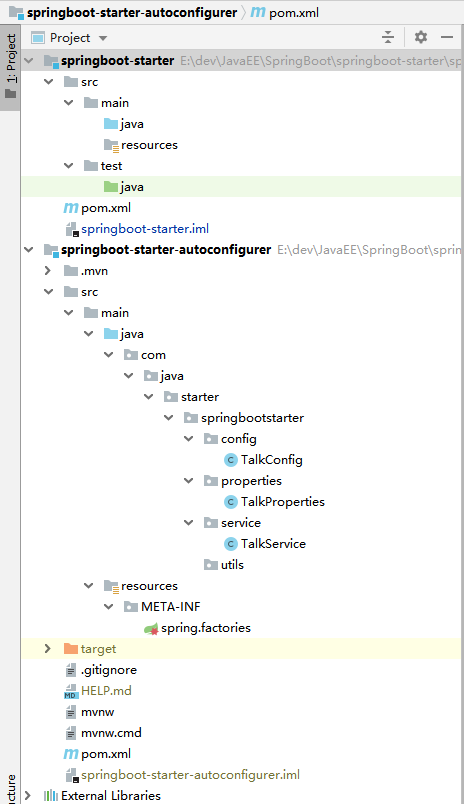 springboot-starter-autoconfigurer pom.xml
1: Project
Project
springboot-starter E:\dev\JavaEE\SpringBoot\springboot-starter\sp
src
main
java
resources
test
java
pom.xml
springboot-starter.iml
springboot-starter-autoconfigurer E:\dev\JavaEE\SpringBoot\sprin
.mvn
src
main
java
com
java
starter
springbootstarter
config
TalkConfig
properties
TalkProperties
service
TalkService
utils
resources
META-INF
spring.factories
target
.gitignore
HELP.md
mvnw
mvnw.cmd
pom.xml
springboot-starter-autoconfigurer.iml
External Libraries
ucture